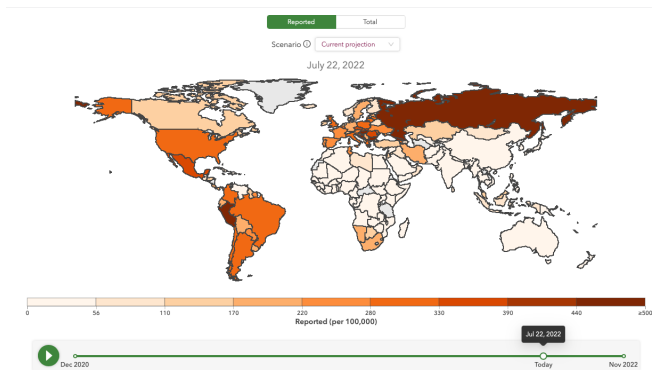 Reported Total
Scenario Current projection
July 22, 2022
0 56 110 170 220 280 330 390 440 ≥500
Reported (per 100,000)
Jul 22, 2022
Dec 2020 Today Nov 2022